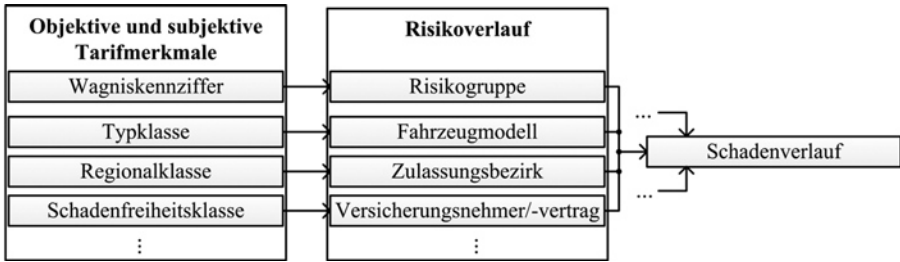 Objektive und subjektive
Tarifmerkmale
Risikoverlauf
Wagniskennziffer
Risikogruppe
...
Typklasse
Fahrzeugmodell
Schadenverlauf
Regionalklasse
Zulassungsbezirk
...
Schadenfreiheitsklasse
Versicherungsnehmer/-vertrag
⋮
⋮